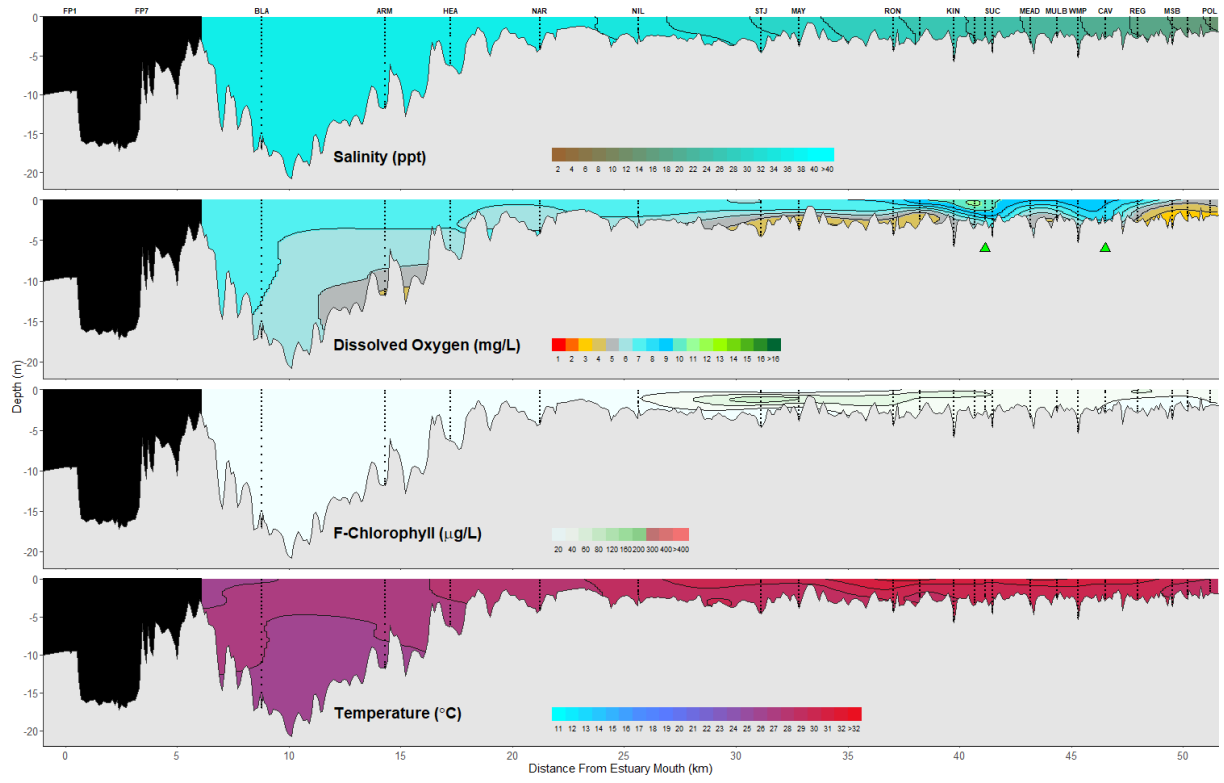 FP1 FP7 BLA ARM HEA NAR NIL STJ MAY RON KIN SUC MEAD MULB WMP CAV REG MSB POL
0
-5
-10
-15
-20
Salinity (ppt)
2 4 6 8 10 12 14 16 18 20 22 24 26 28 30 32 34 36 38 40 >40
0
-5
-10
-15
-20
Dissolved Oxygen (mg/L)
1 2 3 4 5 6 7 8 9 10 11 12 13 14 15 16 >16
Depth (m)
0
-5
-10
-15
-20
F-Chlorophyll (μg/L)
20 40 60 80 120 160 200 300 400 >400
0
-5
-10
-15
-20
Temperature (°C)
11 12 13 14 15 16 17 18 19 20 21 22 23 24 25 26 27 28 29 30 31 32 >32
0 5 10 15 20 25 30 35 40 45 50
Distance From Estuary Mouth (km)